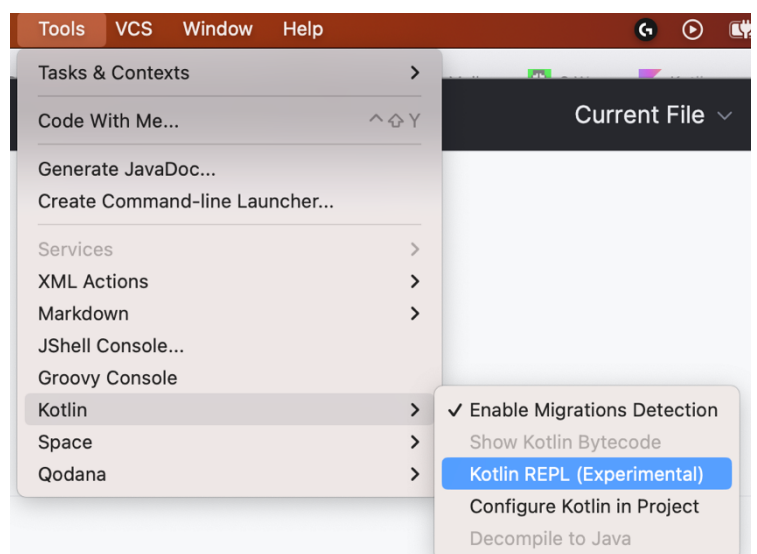 Tools VCS Window Help
Tasks & Contexts
Current File
Code With Me... ^⇧Y
Generate JavaDoc...
Create Command-line Launcher...
Services
XML Actions
Markdown
JShell Console...
Groovy Console
Kotlin
✓ Enable Migrations Detection
Space
Show Kotlin Bytecode
Qodana
Kotlin REPL (Experimental)
Configure Kotlin in Project
Decompile to Java